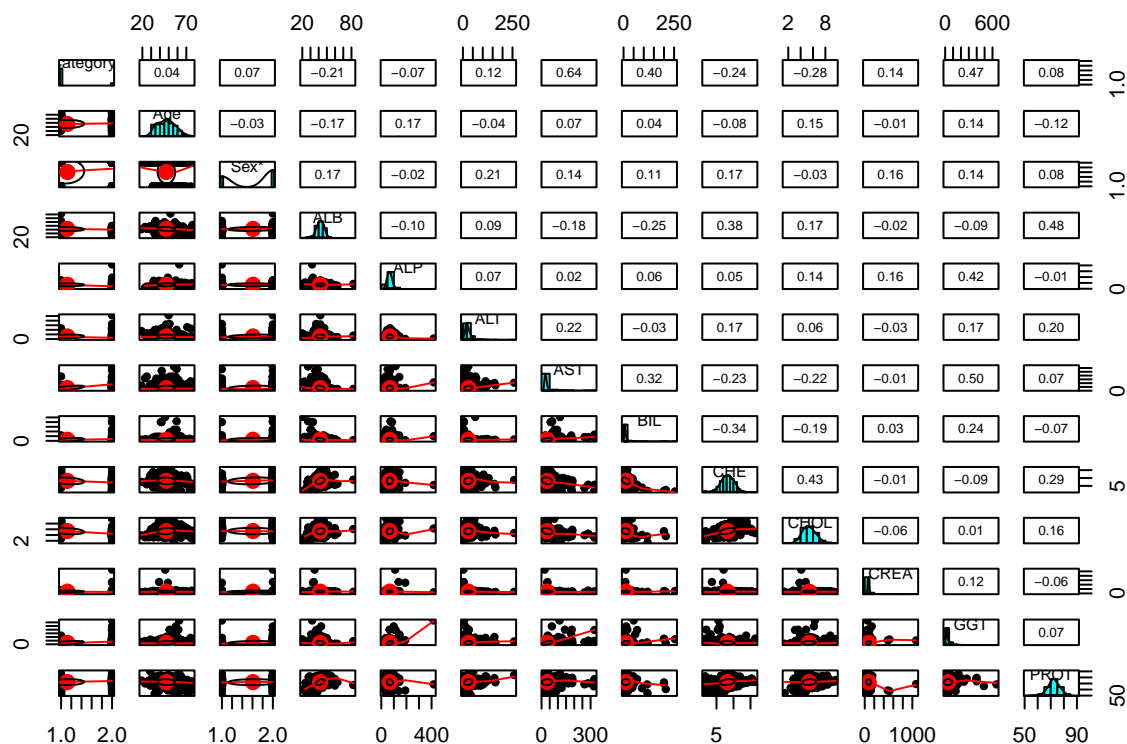 20 70 20 80 0 250 0 250 2 8 0 600
ategory 0.04 0.07 −0.21 −0.07 0.12 0.64 0.40 −0.24 −0.28 0.14 0.47 0.08 1.0
20 Age −0.03 −0.17 0.17 −0.04 0.07 0.04 −0.08 0.15 −0.01 0.14 −0.12
Sex* 0.17 −0.02 0.21 0.14 0.11 0.17 −0.03 0.16 0.14 0.08 1.0
20 ALB −0.10 0.09 −0.18 −0.25 0.38 0.17 −0.02 −0.09 0.48
ALP 0.07 0.02 0.06 0.05 0.14 0.16 0.42 −0.01 0
0 ALT 0.22 −0.03 0.17 0.06 −0.03 0.17 0.20
AST 0.32 −0.23 −0.22 −0.01 0.50 0.07 0
0 BIL −0.34 −0.19 0.03 0.24 −0.07
CHE 0.43 −0.01 −0.09 0.29 5
2 CHOL −0.06 0.01 0.16
CREA 0.12 −0.06 0
0 GGT 0.07
PROT 50
1.0 2.0 1.0 2.0 0 400 0 300 5 0 1000 50 90